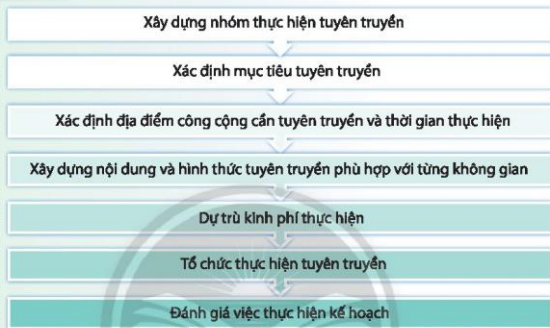 Xây dựng nhóm thực hiện tuyên truyền
Xác định mục tiêu tuyên truyền
Xác định địa điểm công cộng cần tuyên truyền và thời gian thực hiện
Xây dựng nội dung và hình thức tuyên truyền phù hợp với từng không gian
Dự trù kinh phí thực hiện
Tổ chức thực hiện tuyên truyền
Đánh giá việc thực hiện kế hoạch